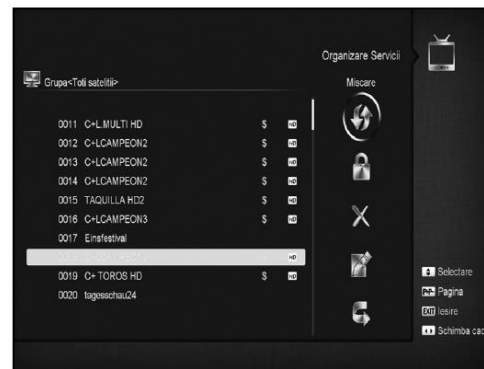 Organizare Servicii
Grupa<Toti satelitii>
Miscare
0011 C+L.MULTI HD $ HD
0012 C+LCAMPEON2 $ HD
0013 C+LCAMPEON2 $ HD
0014 C+LCAMPEON2 $ HD
0015 TAQUILLA HD2 $ HD
0016 C+LCAMPEON3 $ HD
0017 Einsfestival
HD
0019 C+ TOROS HD $ HD
0020 tagesschau24
Selectare
Pagina
EXIT Iesire
Schimba cad